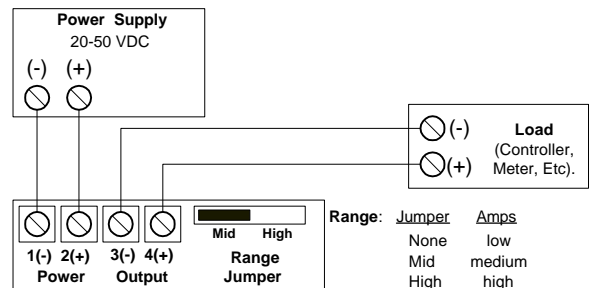 Power Supply
20-50 VDC
(-) (+)
(-)
(+)
Load
(Controller,
Meter, Etc).
1(-) 2(+) 3(-) 4(+)
Power Output
Mid High
Range
Jumper
Range: Jumper Amps
None low
Mid medium
High high